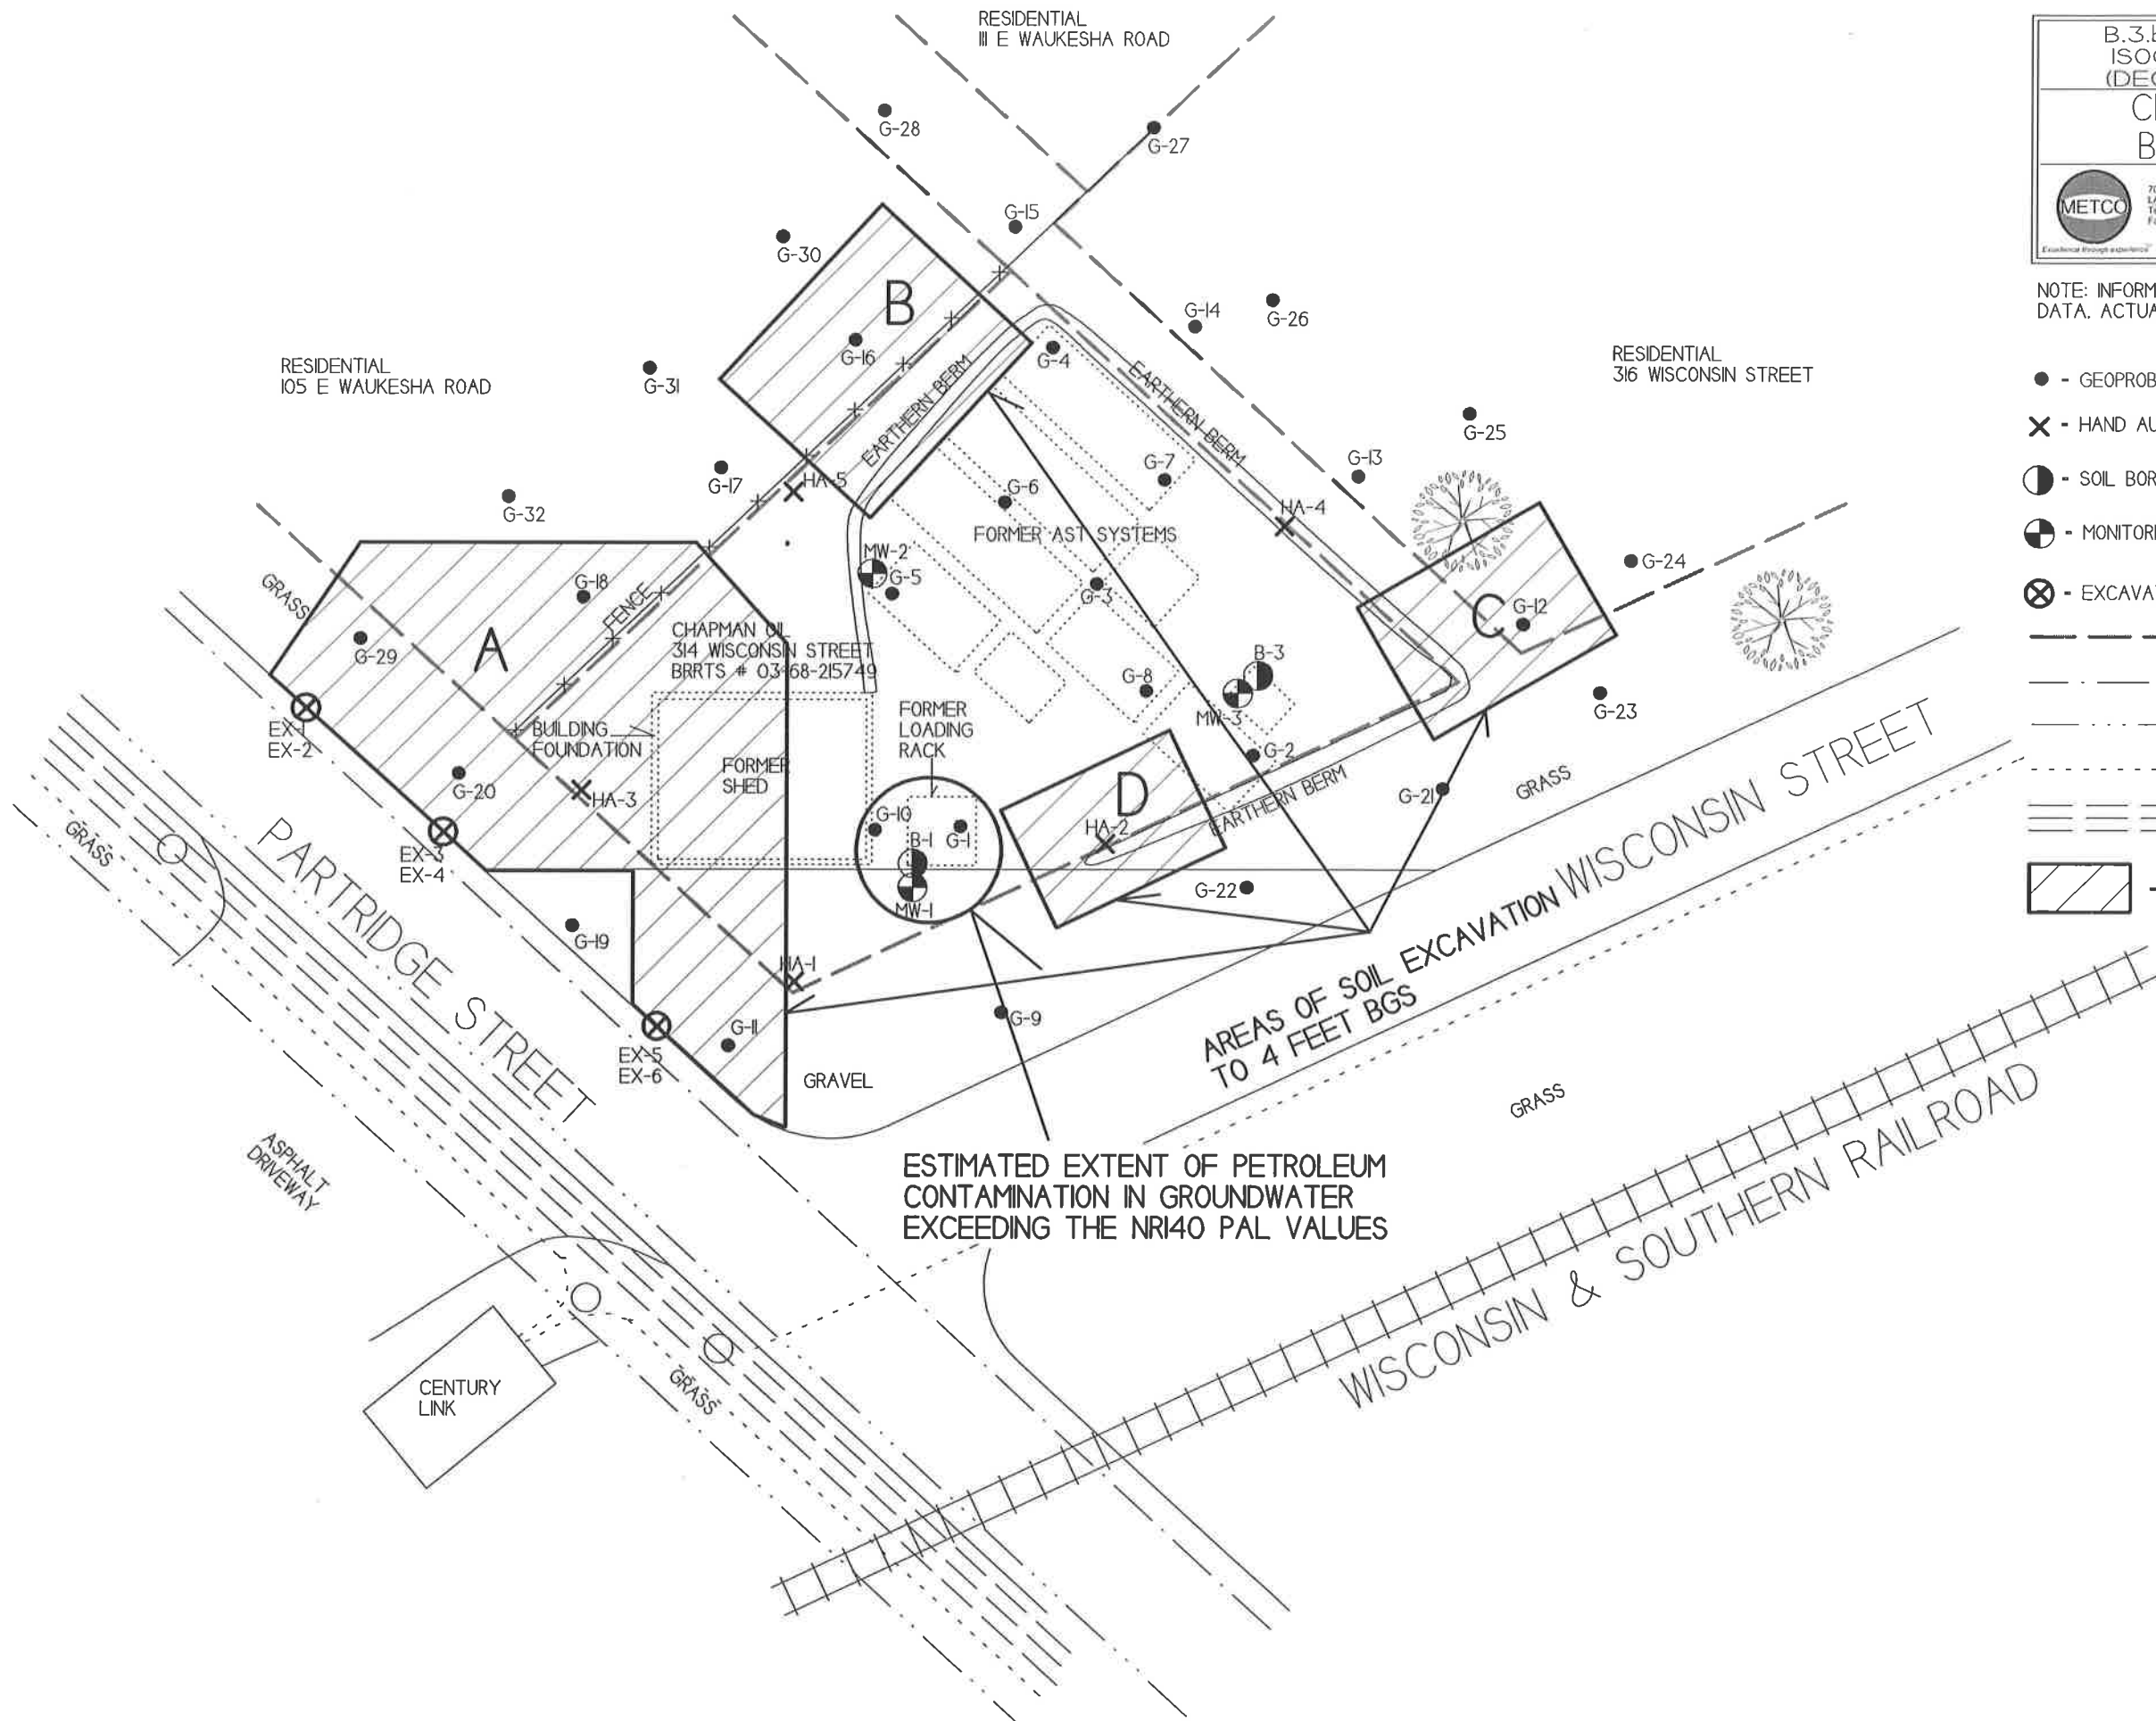 RESIDENTIAL
111 E WAUKESHA ROAD
G-28
G-27
G-15
G-30
B
G-14
G-26
G-16
G-4
RESIDENTIAL
105 E WAUKESHA ROAD
G-31
EARTHERN BERM
EARTHERN BERM
RESIDENTIAL
316 WISCONSIN STREET
G-25
G-17
HA-5
G-7
G-13
G-6
G-32
HA-4
FORMER AST SYSTEMS
MW-2
G-5
G-3
G-24
GRASS
G-18
FENCE
C
G-12
G-29
A
CHAPMAN OIL
314 WISCONSIN STREET
BRRTS # 03-68-215749
B-3
G-8
MW-3
G-23
EX-1
EX-2
BUILDING
FOUNDATION
FORMER
LOADING
RACK
G-2
FORMER
SHED
D
G-20
HA-3
EARTHERN BERM
G-21
GRASS
G-10
G-1
B-1
HA-2
GRASS
EX-3
EX-4
MW-1
G-22
WISCONSIN STREET
PARTRIDGE STREET
G-19
HA-1
G-9
G-11
EX-5
EX-6
AREAS OF SOIL EXCAVATION
TO 4 FEET BGS
GRAVEL
GRASS
ASPHALT
DRIVEWAY
ESTIMATED EXTENT OF PETROLEUM
CONTAMINATION IN GROUNDWATER
EXCEEDING THE NR140 PAL VALUES
WISCONSIN & SOUTHERN RAILROAD
CENTURY
LINK
GRASS
B.3.
ISO
METCO
Excellence through experience
NOTE:
DATA.
- HAND
- SOIL